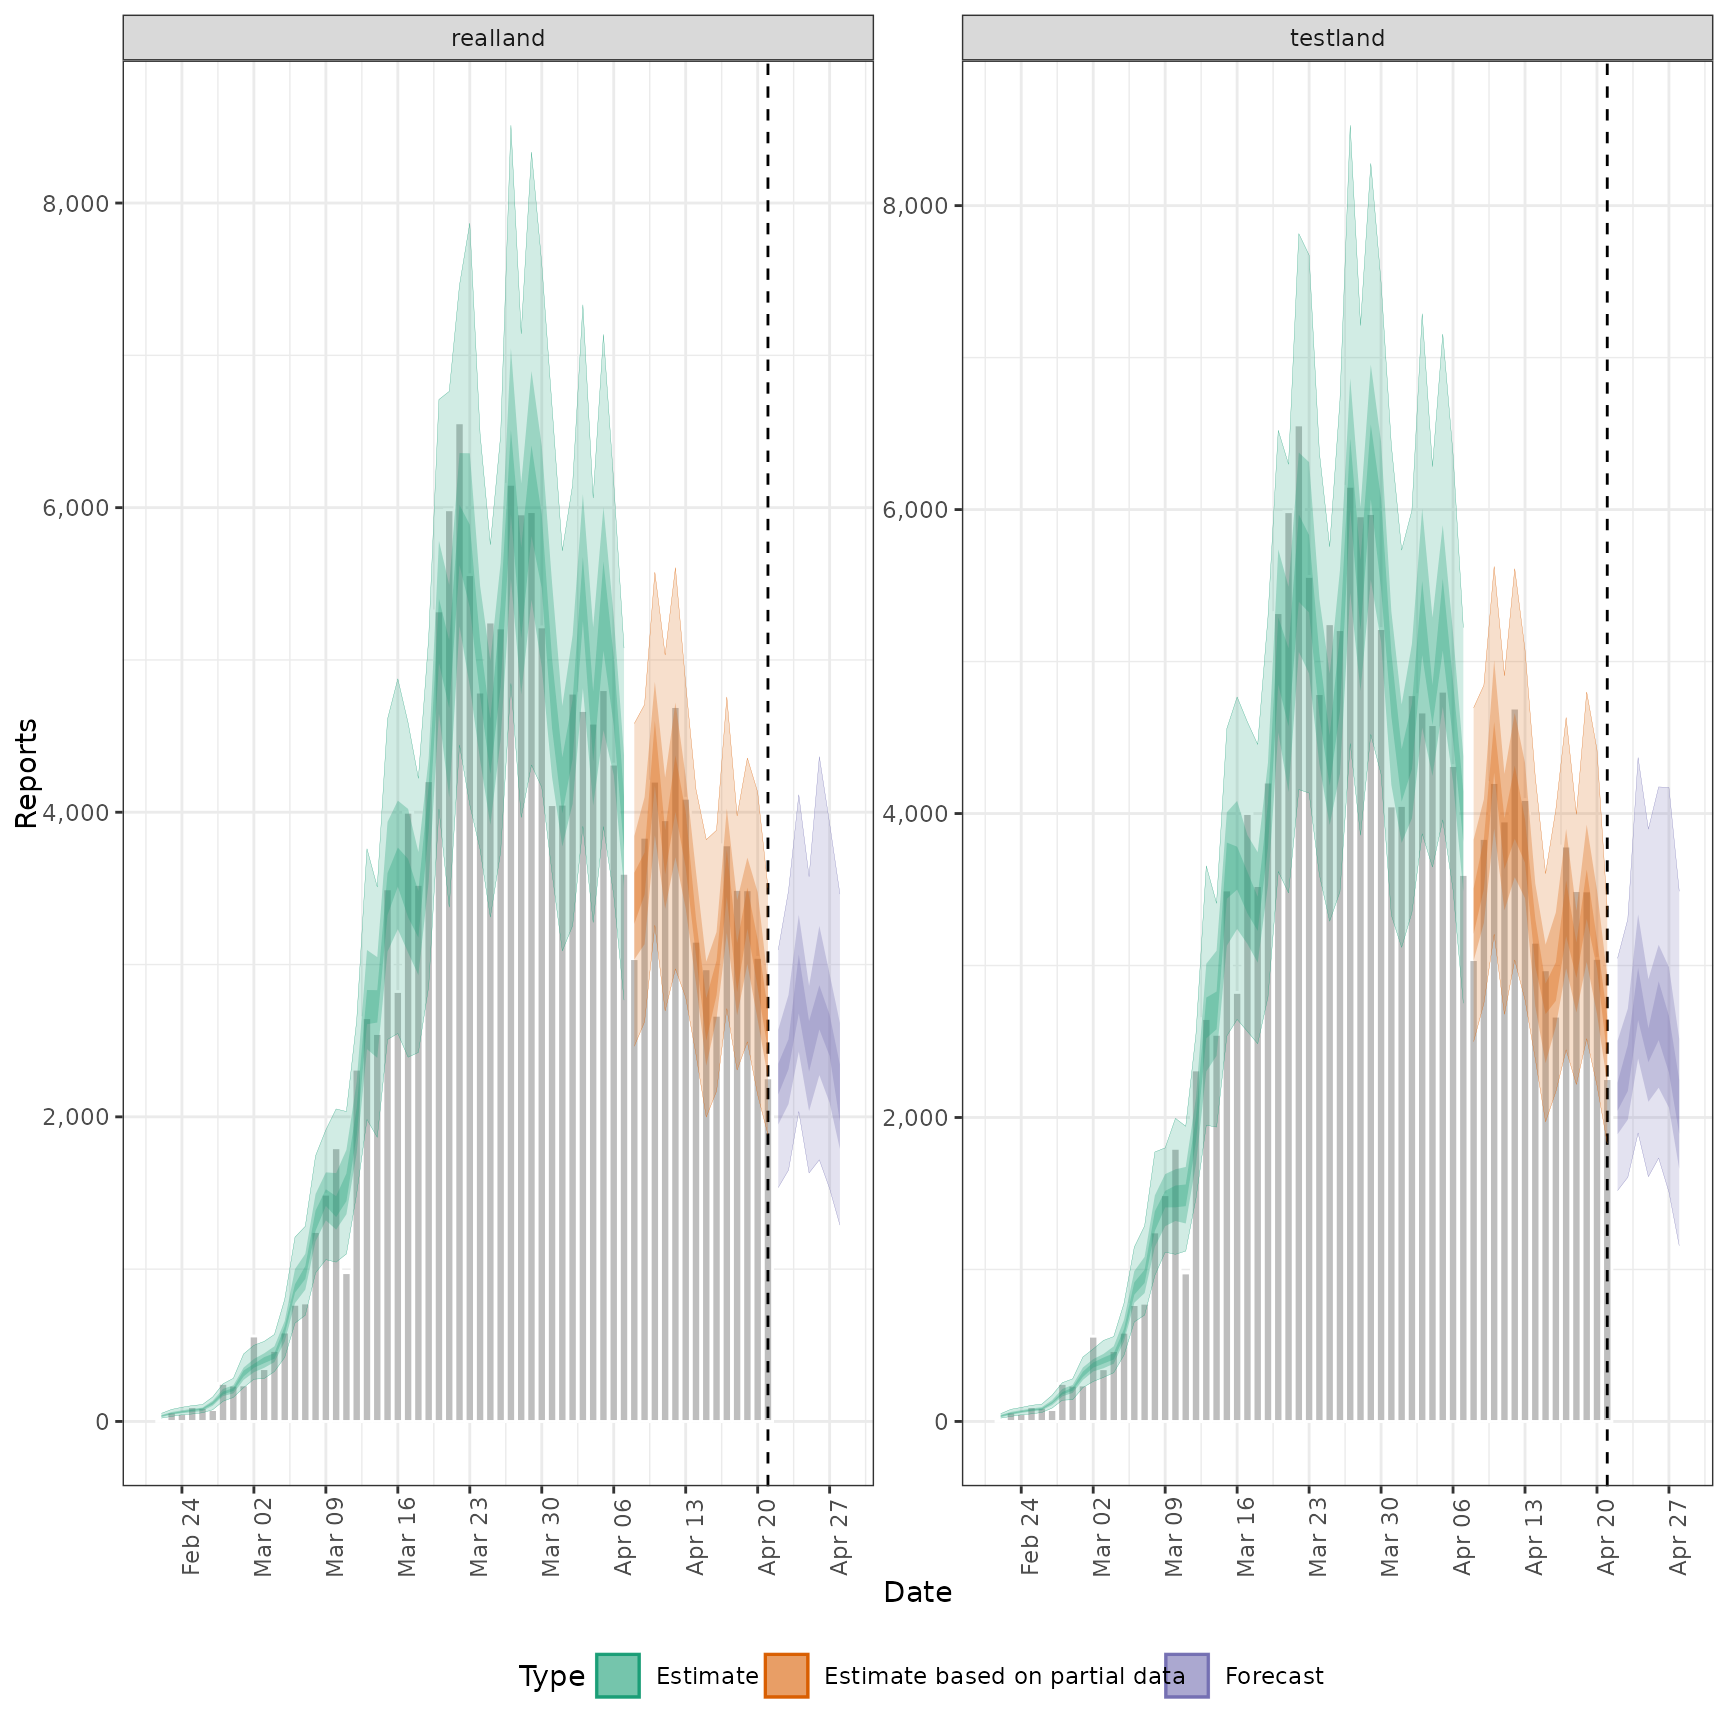 realland testland
Reports
8,000 8,000
6,000 6,000
4,000 4,000
2,000 2,000
0 0
Feb 24 Mar 02 Mar 09 Mar 16 Mar 23 Mar 30 Apr 06 Apr 13 Apr 20 Apr 27 Feb 24 Mar 02 Mar 09 Mar 16 Mar 23 Mar 30 Apr 06 Apr 13 Apr 20 Apr 27
Date
Type Estimate Estimate based on partial data Forecast